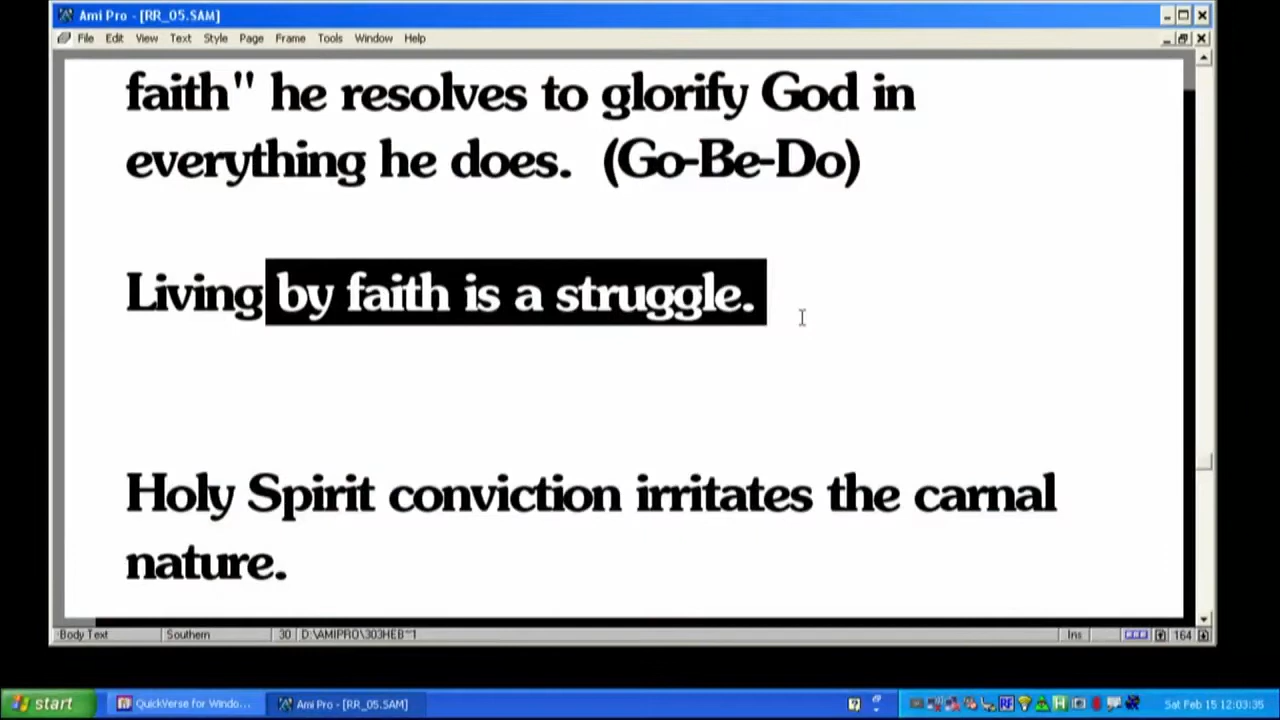 Ami Pro - [RR_05.SAM]
File Edit View Text Style Page Frame Tools Window Help
faith" he resolves to glorify God in
everything he does. (Go-Be-Do)
Living by faith is a struggle.
Holy Spirit conviction irritates the carnal
nature.
Body Text Southern 30 D:\AMIPRO\303HEB~1 Ins 164
start QuickVerse for Windo... Ami Pro - [RR_05.SAM] RF H Sat Feb 15 12:03:35